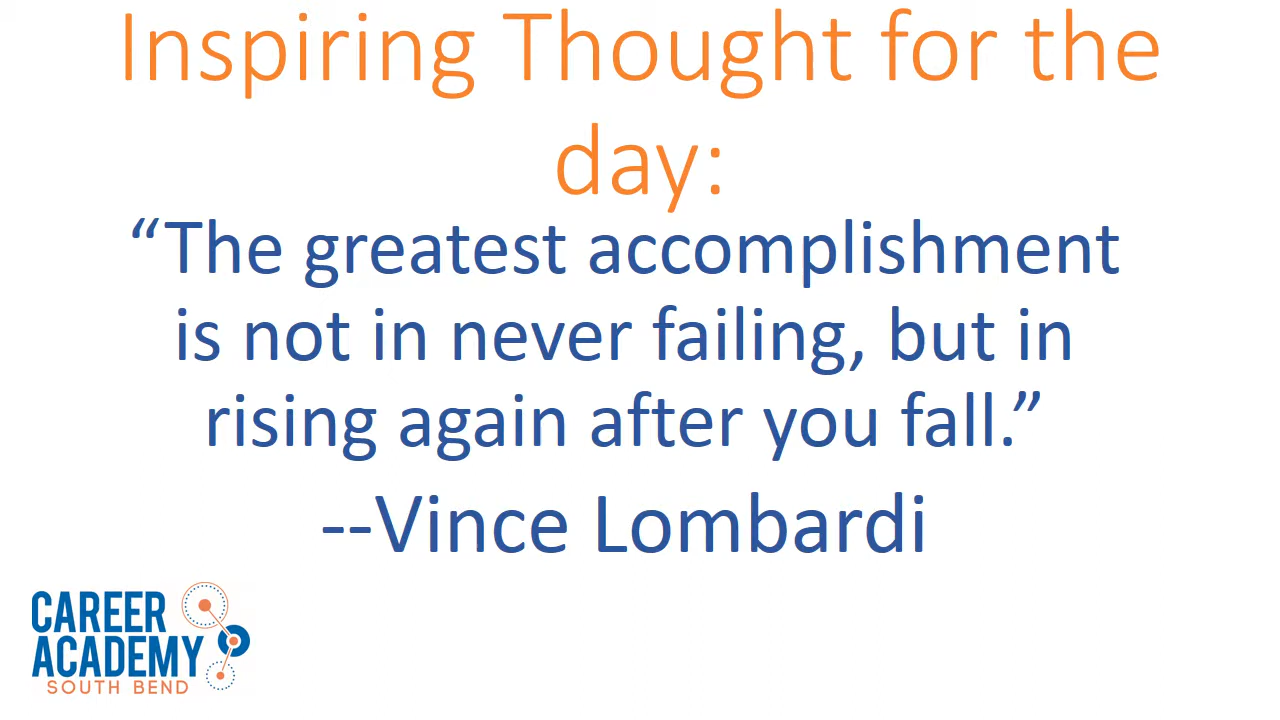 Inspiring Thought for the
day:
“The greatest accomplishment
is not in never failing, but in
rising again after you fall.”
--Vince Lombardi
CAREER
ACADEMY
SOUTH BEND